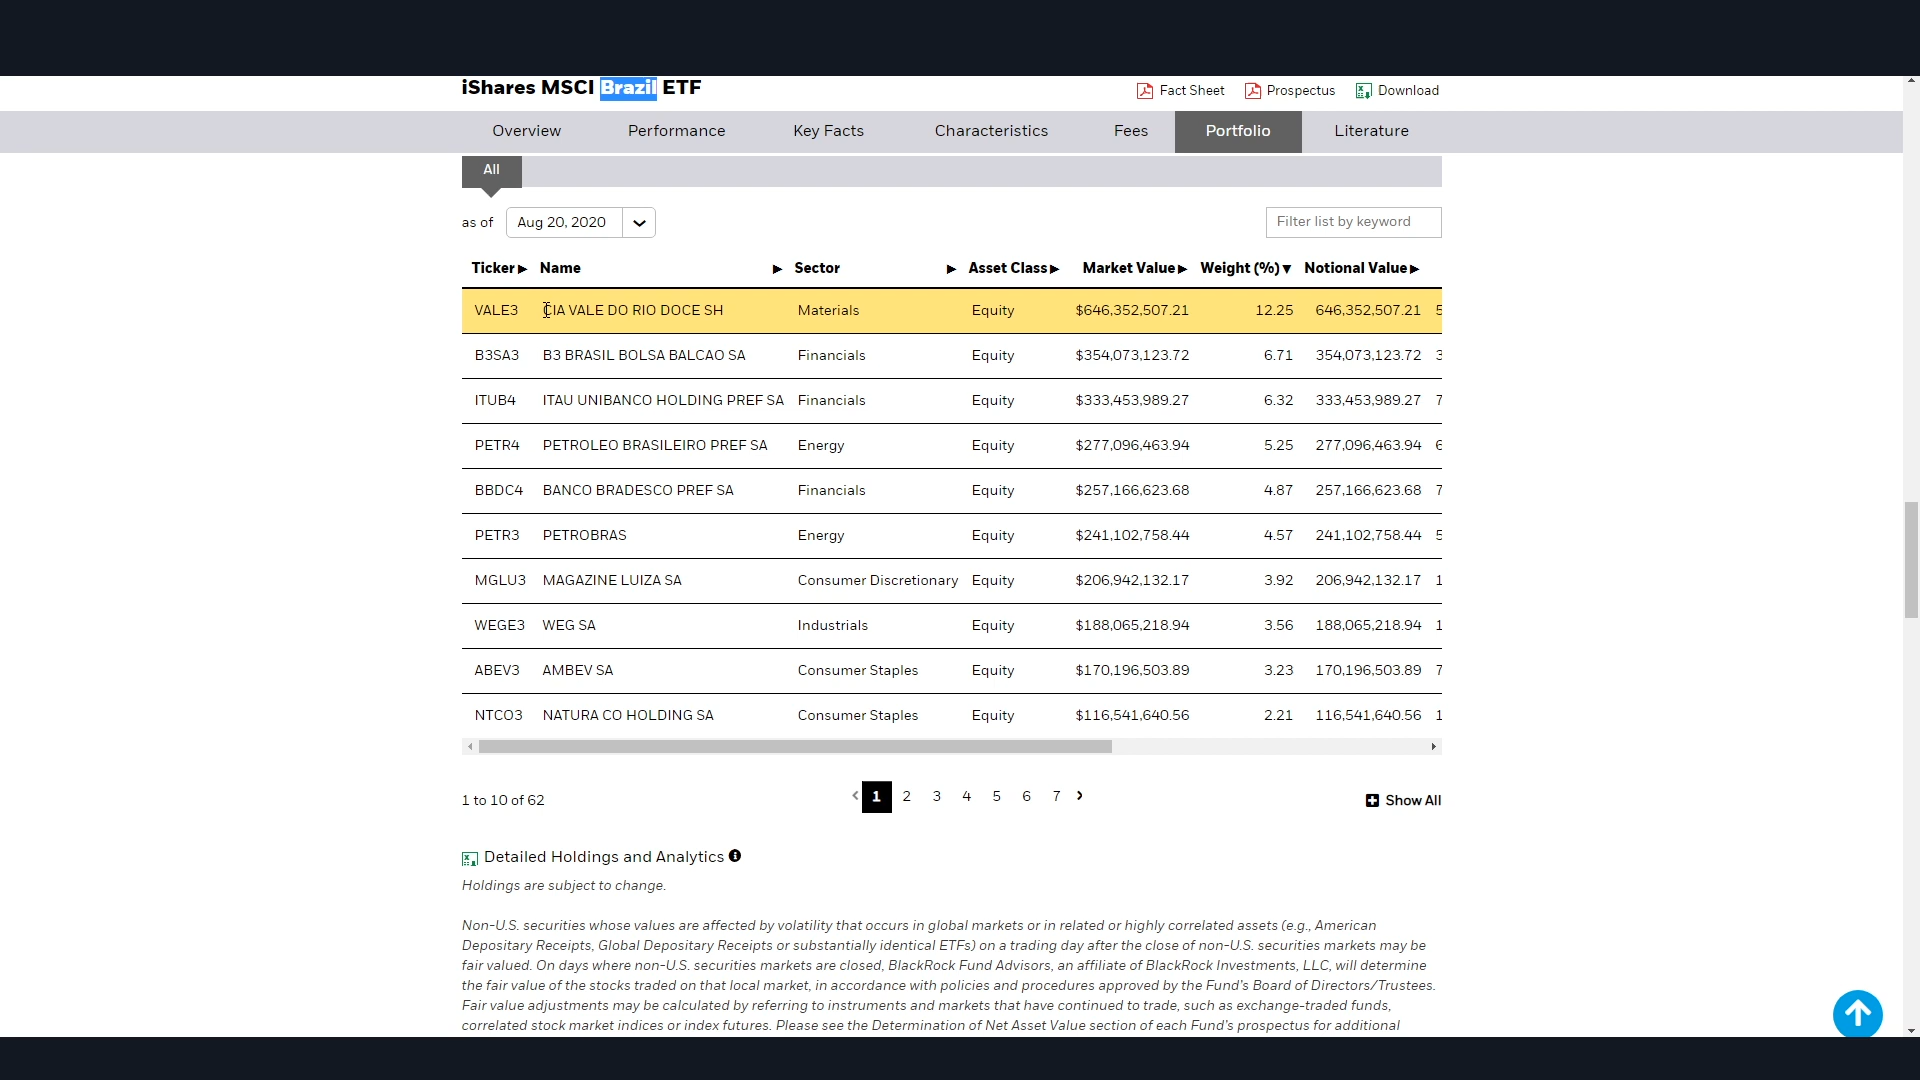 iShares MSCI Brazil ETF
Fact Sheet Prospectus Download
Overview Performance Key Facts Characteristics Fees Portfolio Literature
All
as of Aug 20, 2020 Filter list by keyword
Ticker Name Sector Asset Class Market Value Weight (%) Notional Value
VALE3 CIA VALE DO RIO DOCE SH Materials Equity $646,352,507.21 12.25 646,352,507.21 5
B3SA3 B3 BRASIL BOLSA BALCAO SA Financials Equity $354,073,123.72 6.71 354,073,123.72 3
ITUB4 ITAU UNIBANCO HOLDING PREF SA Financials Equity $333,453,989.27 6.32 333,453,989.27 7
PETR4 PETROLEO BRASILEIRO PREF SA Energy Equity $277,096,463.94 5.25 277,096,463.94 6
BBDC4 BANCO BRADESCO PREF SA Financials Equity $257,166,623.68 4.87 257,166,623.68 7
PETR3 PETROBRAS Energy Equity $241,102,758.44 4.57 241,102,758.44 5
MGLU3 MAGAZINE LUIZA SA Consumer Discretionary Equity $206,942,132.17 3.92 206,942,132.17 1
WEGE3 WEG SA Industrials Equity $188,065,218.94 3.56 188,065,218.94 1
ABEV3 AMBEV SA Consumer Staples Equity $170,196,503.89 3.23 170,196,503.89 7
NTCO3 NATURA CO HOLDING SA Consumer Staples Equity $116,541,640.56 2.21 116,541,640.56 1
1 to 10 of 62 1 2 3 4 5 6 7 Show All
Detailed Holdings and Analytics
Holdings are subject to change.
Non-U.S. securities whose values are affected by volatility that occurs in global markets or in related or highly correlated assets (e.g., American
Depositary Receipts, Global Depositary Receipts or substantially identical ETFs) on a trading day after the close of non-U.S. securities markets may be
fair valued. On days where non-U.S. securities markets are closed, BlackRock Fund Advisors, an affiliate of BlackRock Investments, LLC, will determine
the fair value of the stocks traded on that local market, in accordance with policies and procedures approved by the Fund's Board of Directors/Trustees.
Fair value adjustments may be calculated by referring to instruments and markets that have continued to trade, such as exchange-traded funds,
correlated stock market indices or index futures. Please see the Determination of Net Asset Value section of each Fund's prospectus for additional